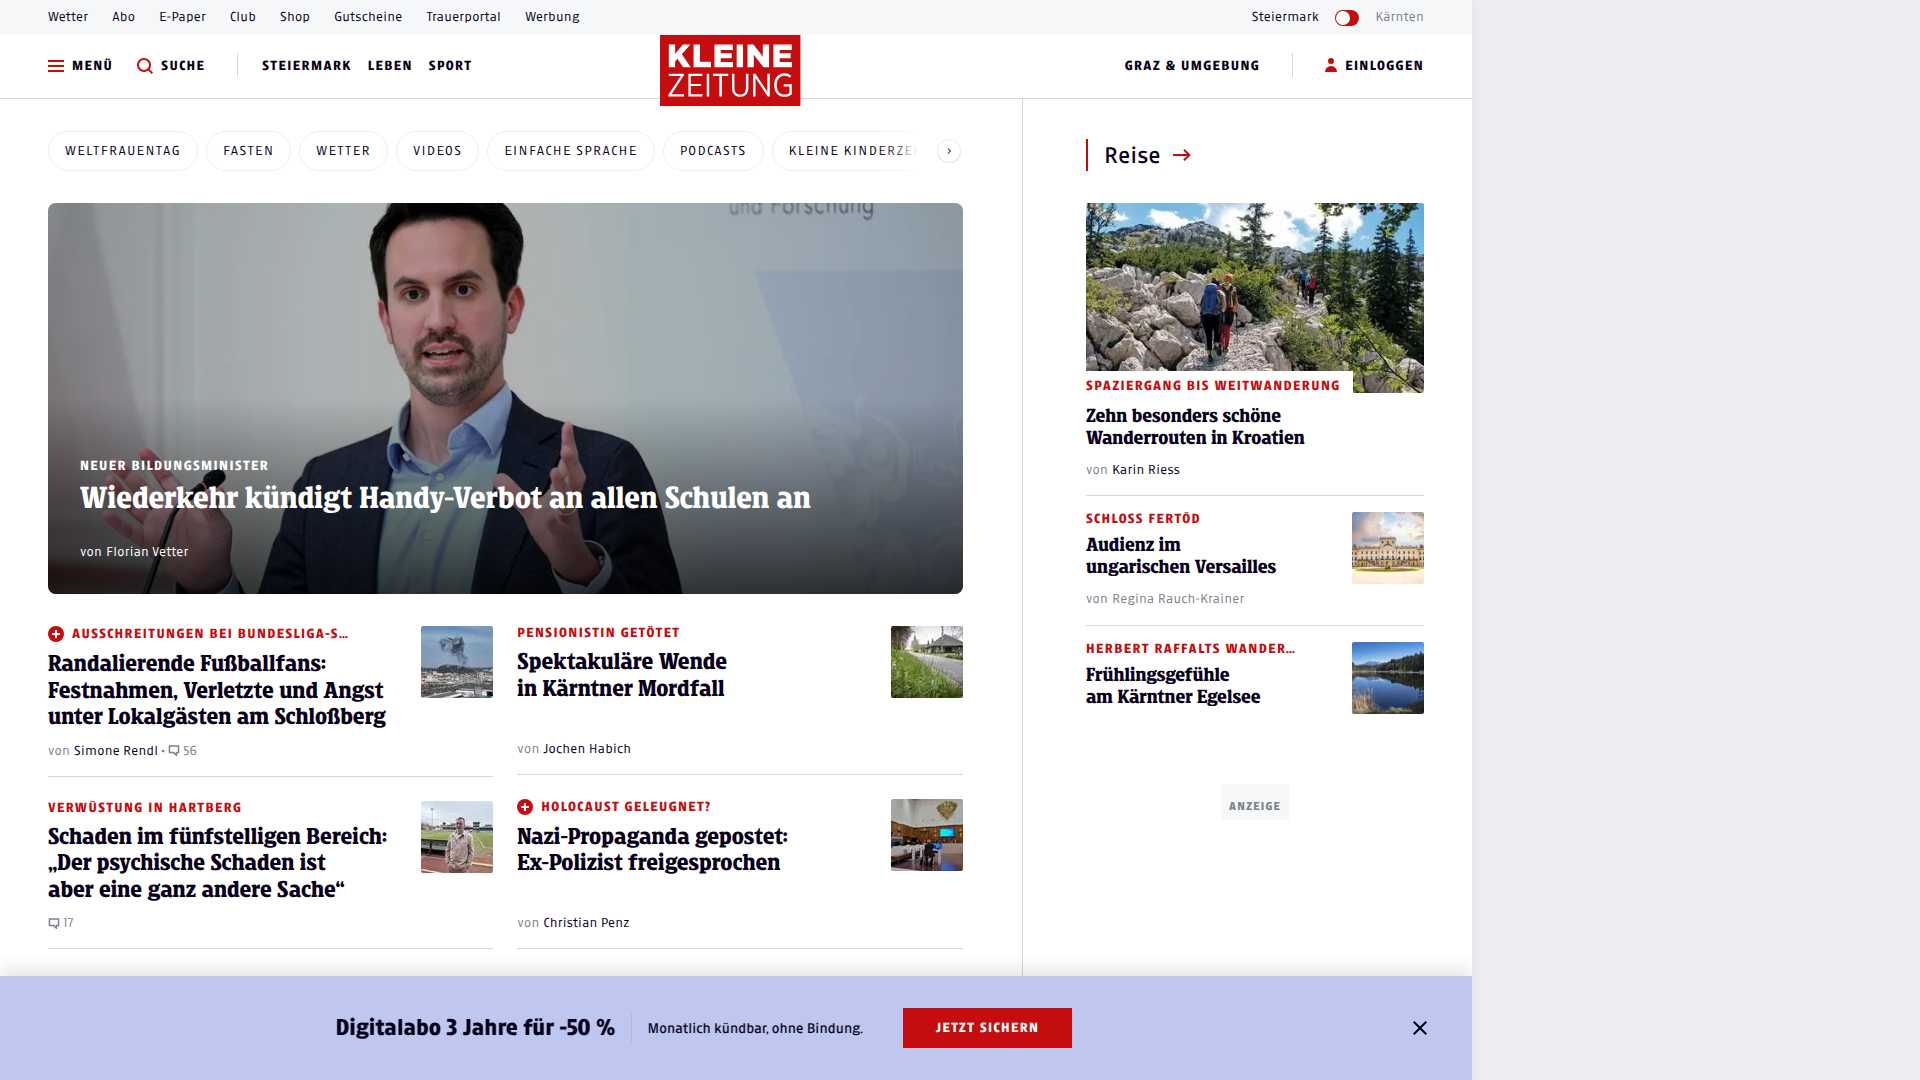 Wetter Abo E-Paper Club Shop Gutscheine Trauerportal Werbung Steiermark Kärnten
MENÜ SUCHE STEIERMARK LEBEN SPORT KLEINE ZEITUNG GRAZ & UMGEBUNG EINLOGGEN
WELTFRAUENTAG FASTEN WETTER VIDEOS EINFACHE SPRACHE PODCASTS KLEINE KINDERZEI
und Forschung
NEUER BILDUNGSMINISTER
Wiederkehr kündigt Handy-Verbot an allen Schulen an
von Florian Vetter
AUSSCHREITUNGEN BEI BUNDESLIGA-S...
Randalierende Fußballfans:
Festnahmen, Verletzte und Angst
unter Lokalgästen am Schloßberg
von Simone Rendl • 56
PENSIONISTIN GETÖTET
Spektakuläre Wende
in Kärntner Mordfall
von Jochen Habich
VERWÜSTUNG IN HARTBERG
Schaden im fünfstelligen Bereich:
„Der psychische Schaden ist
aber eine ganz andere Sache“
17
HOLOCAUST GELEUGNET?
Nazi-Propaganda gepostet:
Ex-Polizist freigesprochen
von Christian Penz
Reise
SPAZIERGANG BIS WEITWANDERUNG
Zehn besonders schöne
Wanderrouten in Kroatien
von Karin Riess
SCHLOSS FERTÖD
Audienz im
ungarischen Versailles
von Regina Rauch-Krainer
HERBERT RAFFALTS WANDER...
Frühlingsgefühle
am Kärntner Egelsee
ANZEIGE
Digitalabo 3 Jahre für -50 % Monatlich kündbar, ohne Bindung. JETZT SICHERN